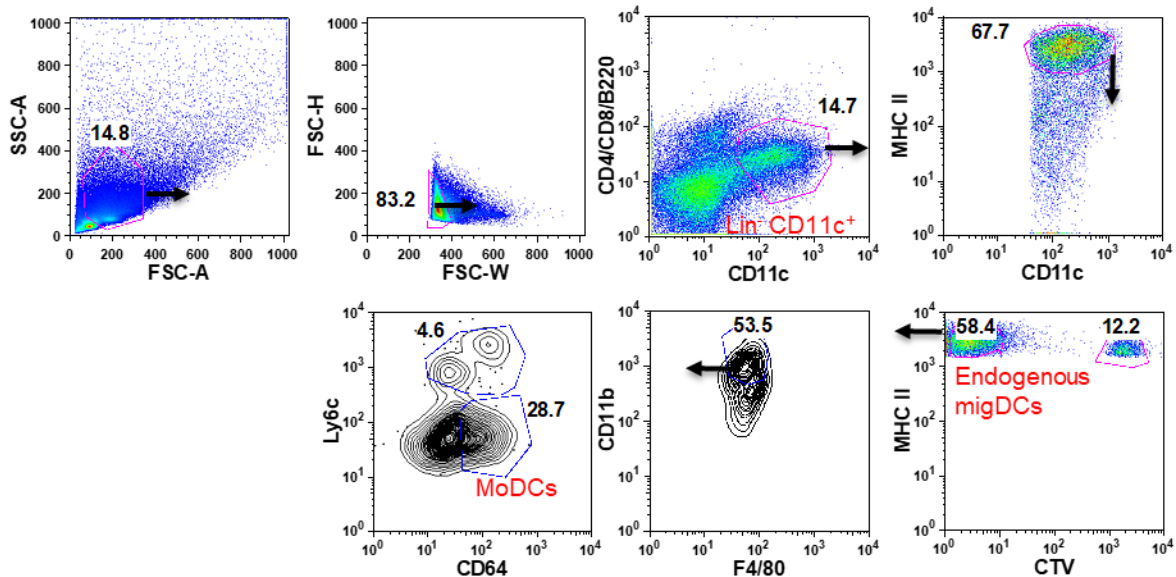 1000
800
600
400
200
0
SSC-A
14.8
0 200 400 600 800 1000
FSC-A
1000
800
600
400
200
0
FSC-H
83.2
0 200 400 600 800 1000
FSC-W
10^4
10^3
10^2
10^1
10^0
CD4/CD8/B220
14.7
Lin^- CD11c^+
10^0 10^1 10^2 10^3 10^4
CD11c
10^4
10^3
10^2
10^1
10^0
MHC II
67.7
10^0 10^1 10^2 10^3 10^4
CD11c
10^4
10^3
10^2
10^1
10^0
Ly6c
4.6
28.7
MoDCs
10^0 10^1 10^2 10^3 10^4
CD64
10^4
10^3
10^2
10^1
10^0
CD11b
53.5
10^0 10^1 10^2 10^3 10^4
F4/80
10^4
10^3
10^2
10^1
10^0
MHC II
58.4 12.2
Endogenous
migDCs
10^0 10^1 10^2 10^3 10^4
CTV